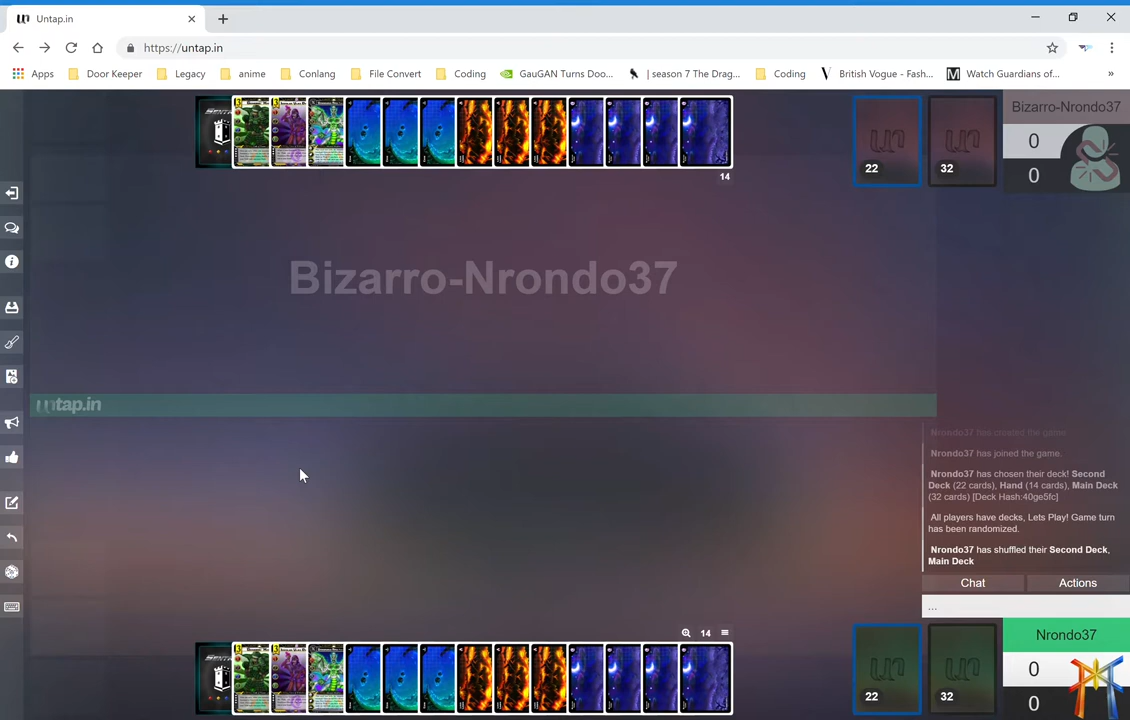 Untap.in
https://untap.in
Apps Door Keeper Legacy anime Conlang File Convert Coding GauGAN Turns Doo... | season 7 The Drag... Coding British Vogue - Fash... Watch Guardians of... »
Bizarro-Nrondo37
0
0
22
32
14
Bizarro-Nrondo37
untap.in
Nrondo37 has created the game.
Nrondo37 has joined the game.
Nrondo37 has chosen their deck! Second
Deck (22 cards), Hand (14 cards), Main Deck
(32 cards) [Deck Hash:40ge5fc]
All players have decks, Lets Play! Game turn
has been randomized.
Nrondo37 has shuffled their Second Deck,
Main Deck
Chat Actions
...
14
Nrondo37
0
0
22
32